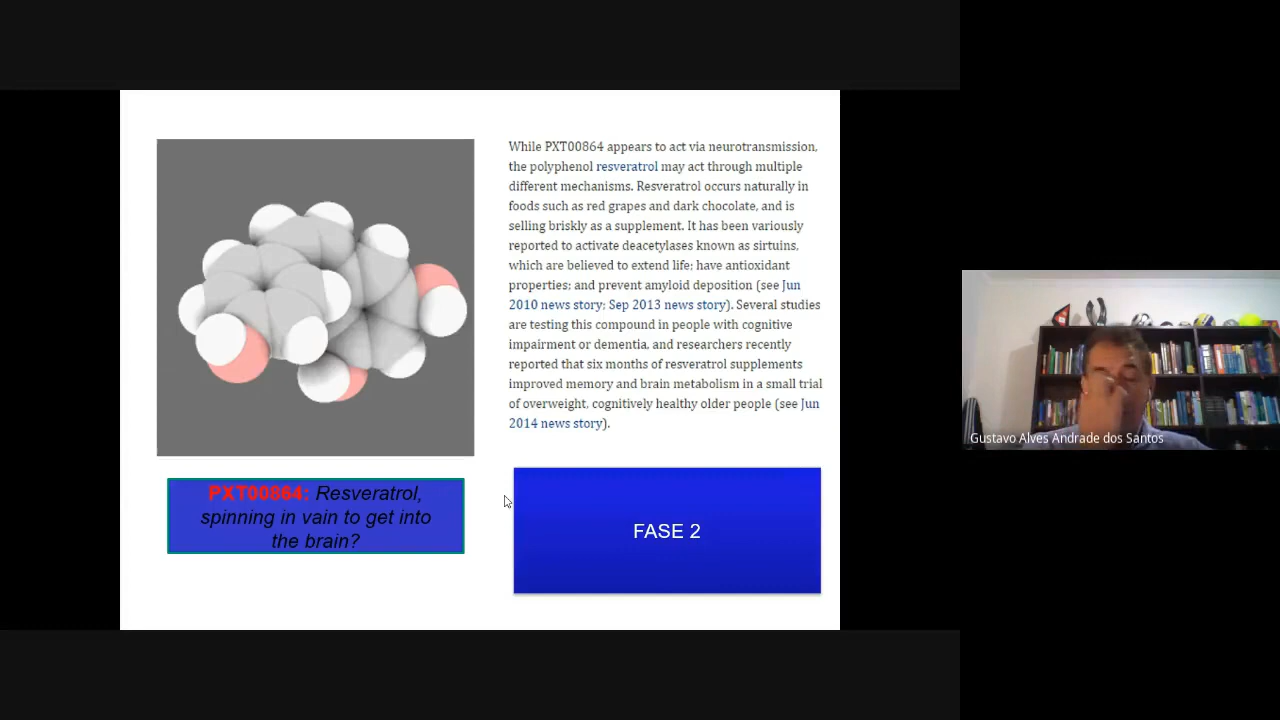 While PXT00864 appears to act via neurotransmission,
the polyphenol resveratrol may act through multiple
different mechanisms. Resveratrol occurs naturally in
foods such as red grapes and dark chocolate, and is
selling briskly as a supplement. It has been variously
reported to activate deacetylases known as sirtuins,
which are believed to extend life; have antioxidant
properties; and prevent amyloid deposition (see Jun
2010 news story; Sep 2013 news story). Several studies
are testing this compound in people with cognitive
impairment or dementia, and researchers recently
reported that six months of resveratrol supplements
improved memory and brain metabolism in a small trial
of overweight, cognitively healthy older people (see Jun
2014 news story).
PXT00864: Resveratrol,
spinning in vain to get into
the brain?
FASE 2
Gustavo Alves Andrade dos Santos